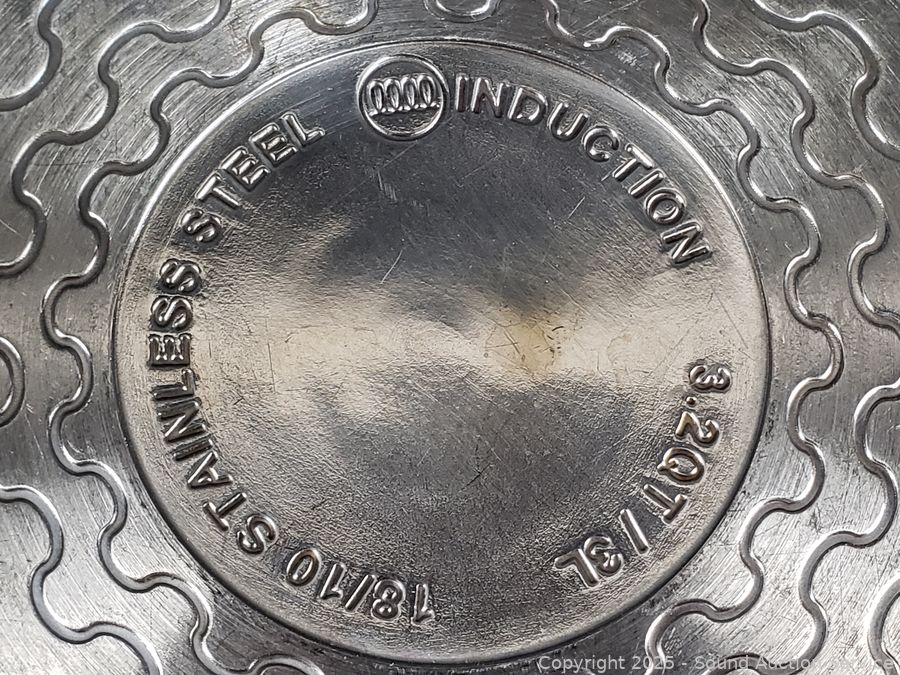 INDUCTION
3.2QT/3L
18/10 STAINLESS STEEL
Copyright 2025 - Sound Auction Service